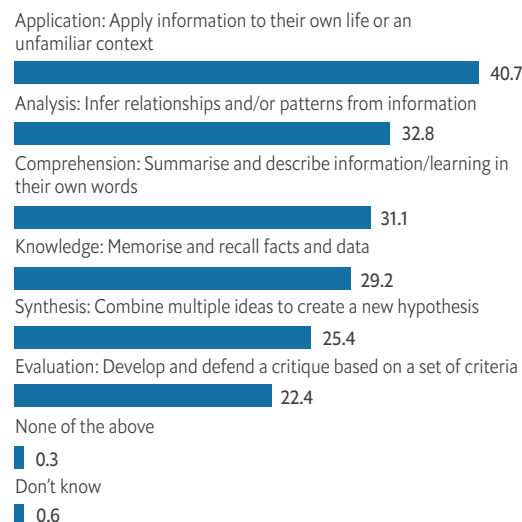 Application: Apply information to their own life or an
unfamiliar context
40.7
Analysis: Infer relationships and/or patterns from information
32.8
Comprehension: Summarise and describe information/learning in
their own words
31.1
Knowledge: Memorise and recall facts and data
29.2
Synthesis: Combine multiple ideas to create a new hypothesis
25.4
Evaluation: Develop and defend a critique based on a set of criteria
22.4
None of the above
0.3
Don’t know
0.6